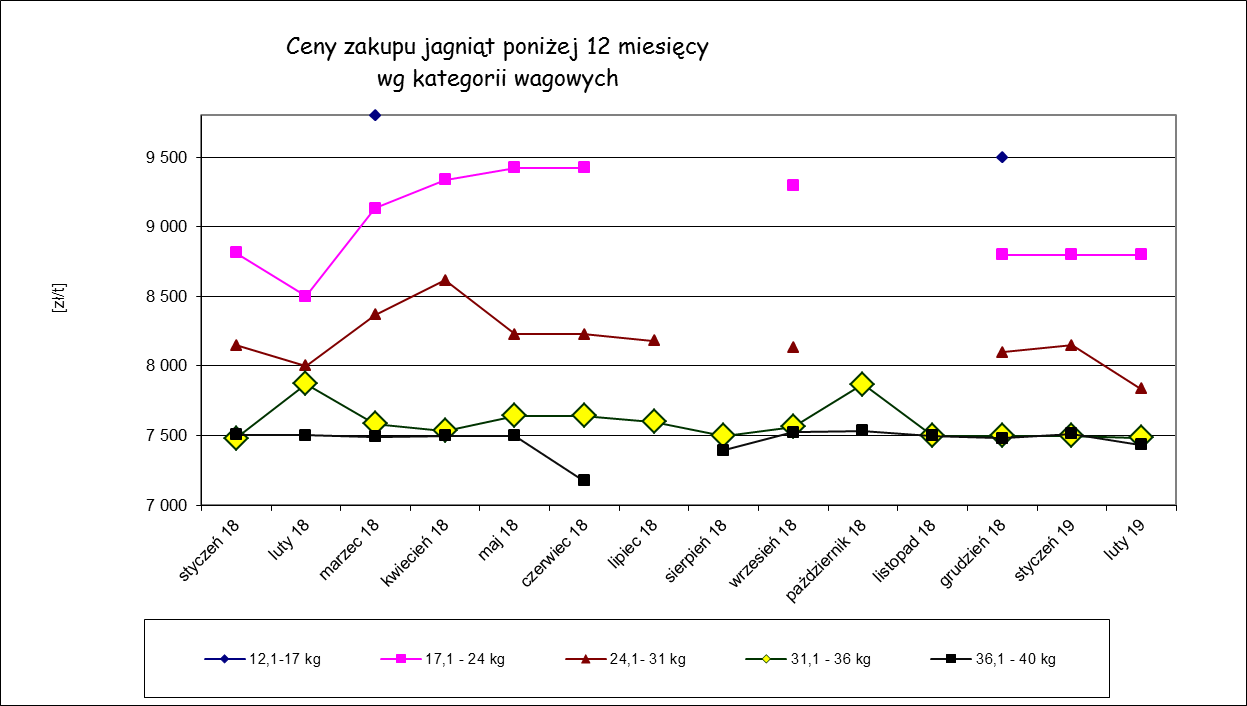 Ceny zakupu jagniąt poniżej 12 miesięcy
wg kategorii wagowych
[zł/t]
9 500
9 000
8 500
8 000
7 500
7 000
styczeń 18
luty 18
marzec 18
kwiecień 18
maj 18
czerwiec 18
lipiec 18
sierpień 18
wrzesień 18
październik 18
listopad 18
grudzień 18
styczeń 19
luty 19
12,1-17 kg
17,1 - 24 kg
24,1- 31 kg
31,1 - 36 kg
36,1 - 40 kg